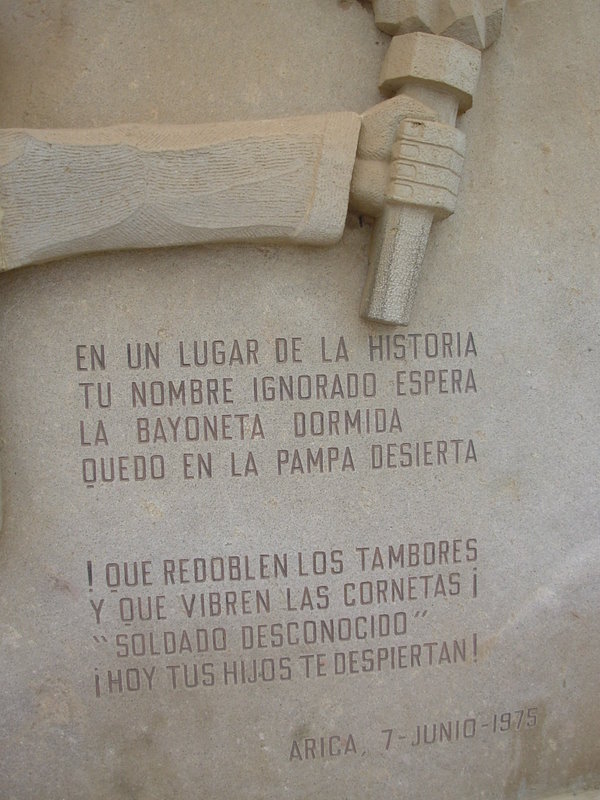 EN UN LUGAR DE LA HISTORIA
TU NOMBRE IGNORADO ESPERA
LA BAYONETA DORMIDA
QUEDO EN LA PAMPA DESIERTA
! QUE REDOBLEN LOS TAMBORES
Y QUE VIBREN LAS CORNETAS ¡
"SOLDADO DESCONOCIDO"
¡HOY TUS HIJOS TE DESPIERTAN!
ARICA, 7-JUNIO-1975